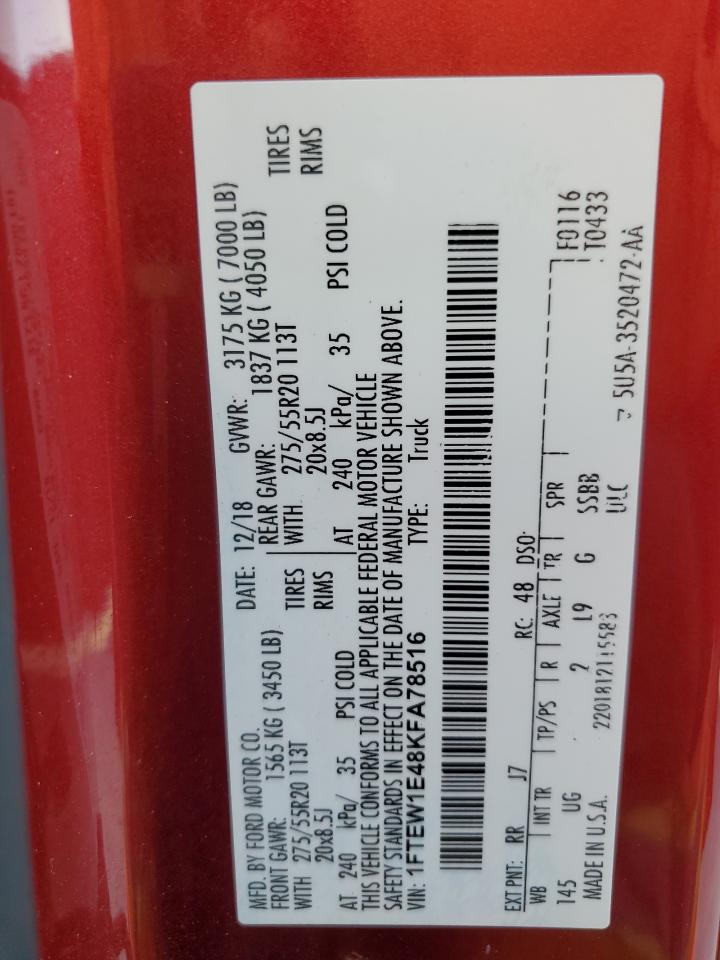 MFD. BY FORD MOTOR CO. DATE: 12/18 GVWR: 3175 KG ( 7000 LB)
FRONT GAWR: 1565 KG ( 3450 LB) REAR GAWR: 1837 KG ( 4050 LB)
WITH 275/55R20 113T TIRES WITH 275/55R20 113T TIRES
20x8.5J RIMS 20x8.5J RIMS
AT 240 kPa/ 35 PSI COLD AT 240 kPa/ 35 PSI COLD
THIS VEHICLE CONFORMS TO ALL APPLICABLE FEDERAL MOTOR VEHICLE
SAFETY STANDARDS IN EFFECT ON THE DATE OF MANUFACTURE SHOWN ABOVE.
VIN: 1FTEW1E48KFA78516 TYPE: Truck
EXT PNT: RR J7 RC: 48 DSO:
WB INT TR TP/PS R AXLE TR SPR F0116
145 UG 2 L9 G SSBB T0433
MADE IN U.S.A. 5U5A-3520472-AA